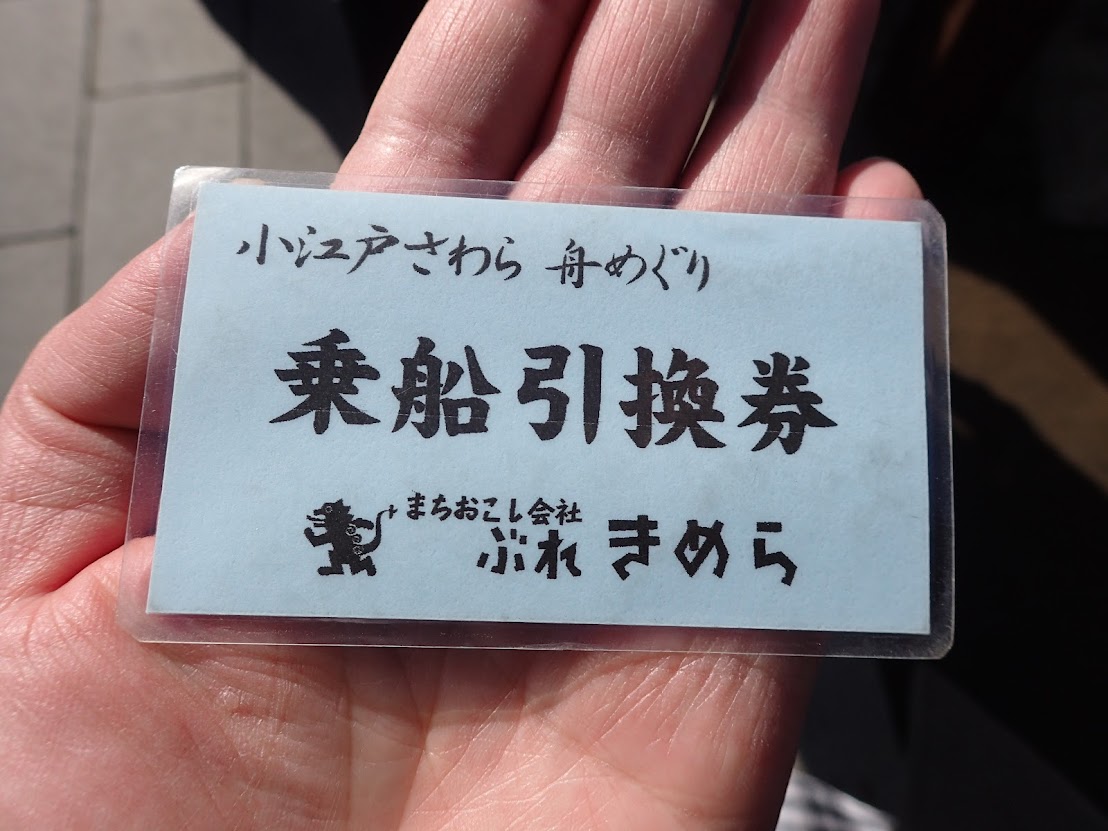 小江戸さわら 舟めぐり
乗船引換券
まちおこし会社
ぶれ きめら